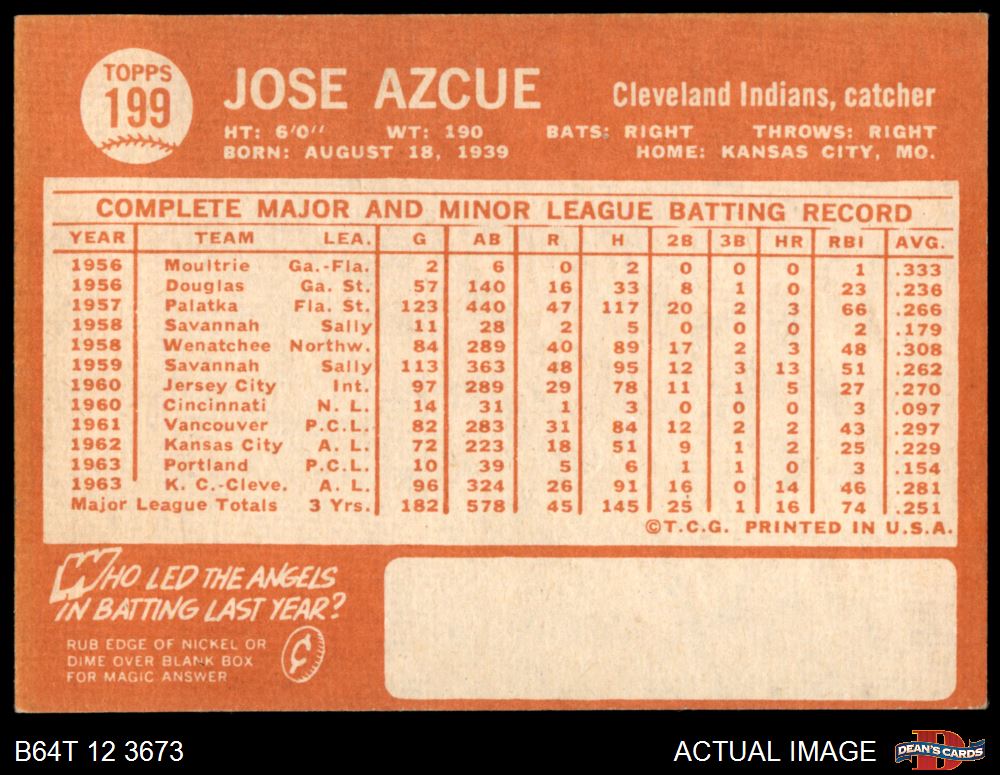 TOPPS
199
JOSE AZCUE
Cleveland Indians, catcher
HT: 6'0" WT: 190 BATS: RIGHT THROWS: RIGHT
BORN: AUGUST 18, 1939 HOME: KANSAS CITY, MO.
COMPLETE MAJOR AND MINOR LEAGUE BATTING RECORD
YEAR TEAM LEA. G AB R H 2B 3B HR RBI AVG.
1956 Moultrie Ga.-Fla. 2 6 0 2 0 0 0 1 .333
1956 Douglas Ga. St. 57 140 16 33 8 1 0 23 .236
1957 Palatka Fla. St. 123 440 47 117 20 2 3 66 .266
1958 Savannah Sally 11 28 2 5 0 0 0 2 .179
1958 Wenatchee Northw. 84 289 40 89 17 2 3 48 .308
1959 Savannah Sally 113 363 48 95 12 3 13 51 .262
1960 Jersey City Int. 97 289 29 78 11 1 5 27 .270
1960 Cincinnati N. L. 14 31 1 3 0 0 0 3 .097
1961 Vancouver P.C.L. 82 283 31 84 12 2 2 43 .297
1962 Kansas City A. L. 72 223 18 51 9 1 2 25 .229
1963 Portland P.C.L. 10 39 5 6 1 1 0 3 .154
1963 K. C.-Cleve. A. L. 96 324 26 91 16 0 14 46 .281
Major League Totals 3 Yrs. 182 578 45 145 25 1 16 74 .251
©T.C.G. PRINTED IN U.S.A.
WHO LED THE ANGELS
IN BATTING LAST YEAR?
RUB EDGE OF NICKEL OR
DIME OVER BLANK BOX
FOR MAGIC ANSWER
¢
B64T 12 3673
ACTUAL IMAGE
DEAN'S CARDS